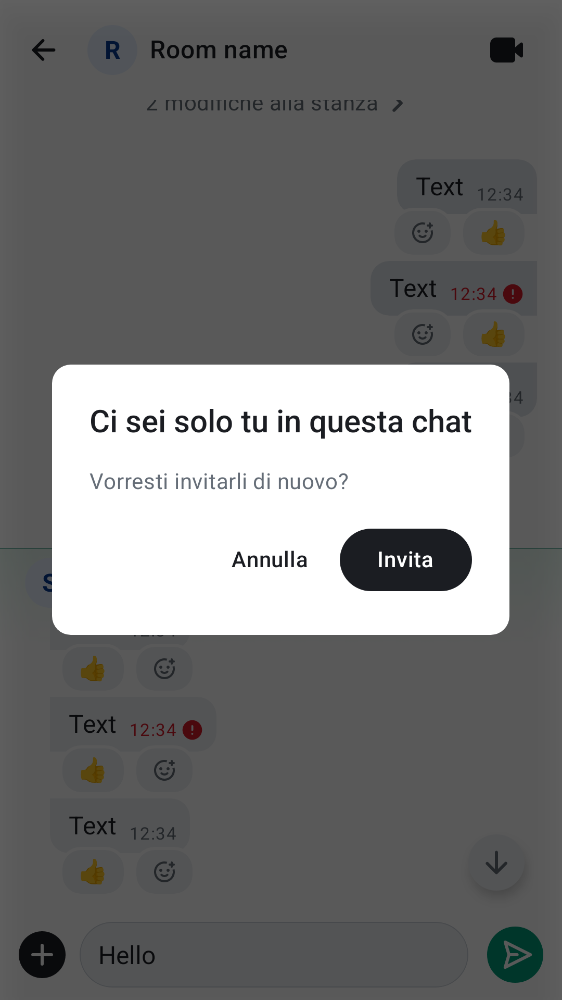 R Room name
2 modifiche alla stanza
Text 12:34
Text 12:34
Ci sei solo tu in questa chat
Vorresti invitarli di nuovo?
Annulla Invita
Text 12:34
Text 12:34
Hello